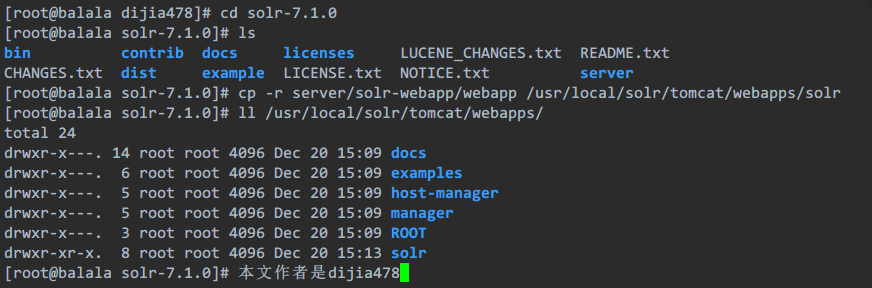 [root@balala dijia478]# cd solr-7.1.0
[root@balala solr-7.1.0]# ls
bin contrib docs licenses LUCENE_CHANGES.txt README.txt
CHANGES.txt dist example LICENSE.txt NOTICE.txt server
[root@balala solr-7.1.0]# cp -r server/solr-webapp/webapp /usr/local/solr/tomcat/webapps/solr
[root@balala solr-7.1.0]# ll /usr/local/solr/tomcat/webapps/
total 24
drwxr-x---. 14 root root 4096 Dec 20 15:09 docs
drwxr-x---. 6 root root 4096 Dec 20 15:09 examples
drwxr-x---. 5 root root 4096 Dec 20 15:09 host-manager
drwxr-x---. 5 root root 4096 Dec 20 15:09 manager
drwxr-x---. 3 root root 4096 Dec 20 15:09 ROOT
drwxr-xr-x. 8 root root 4096 Dec 20 15:13 solr
[root@balala solr-7.1.0]# 本文作者是dijia478